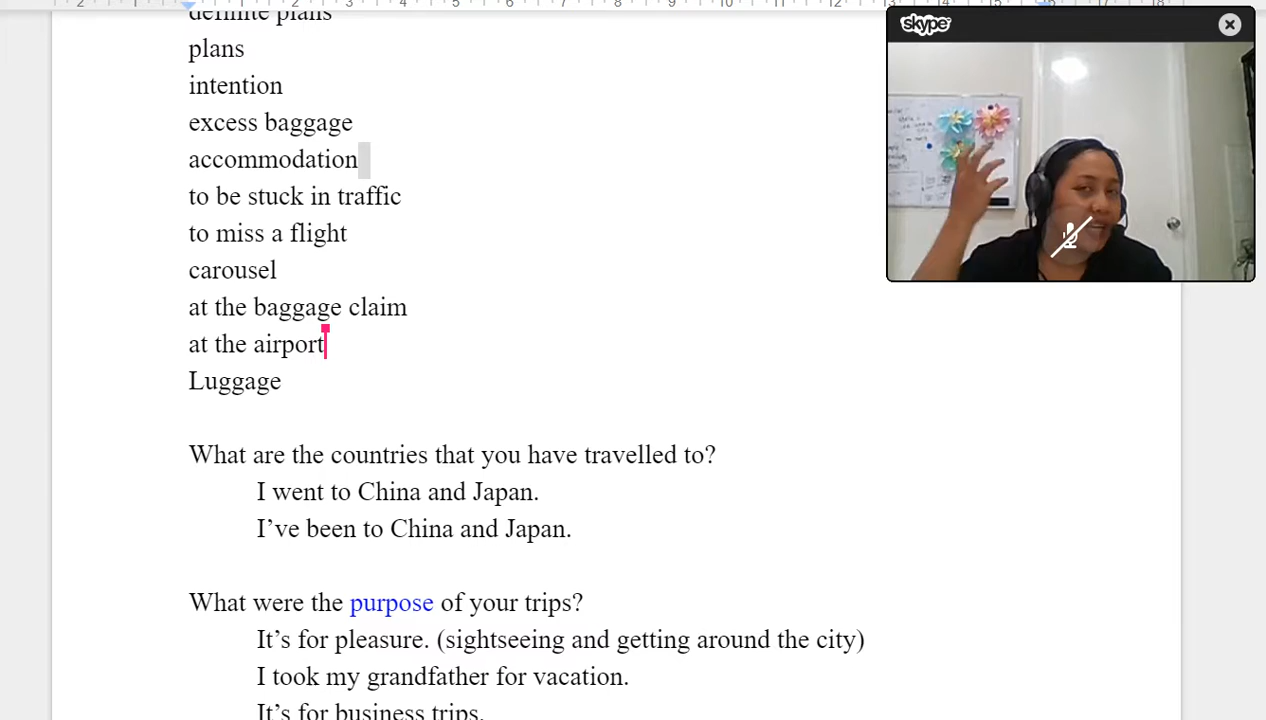 definite plans
plans
intention
excess baggage
accommodation
to be stuck in traffic
to miss a flight
carousel
at the baggage claim
at the airport
Luggage
What are the countries that you have travelled to?
I went to China and Japan.
I’ve been to China and Japan.
What were the purpose of your trips?
It’s for pleasure. (sightseeing and getting around the city)
I took my grandfather for vacation.
It’s for business trips.
skype